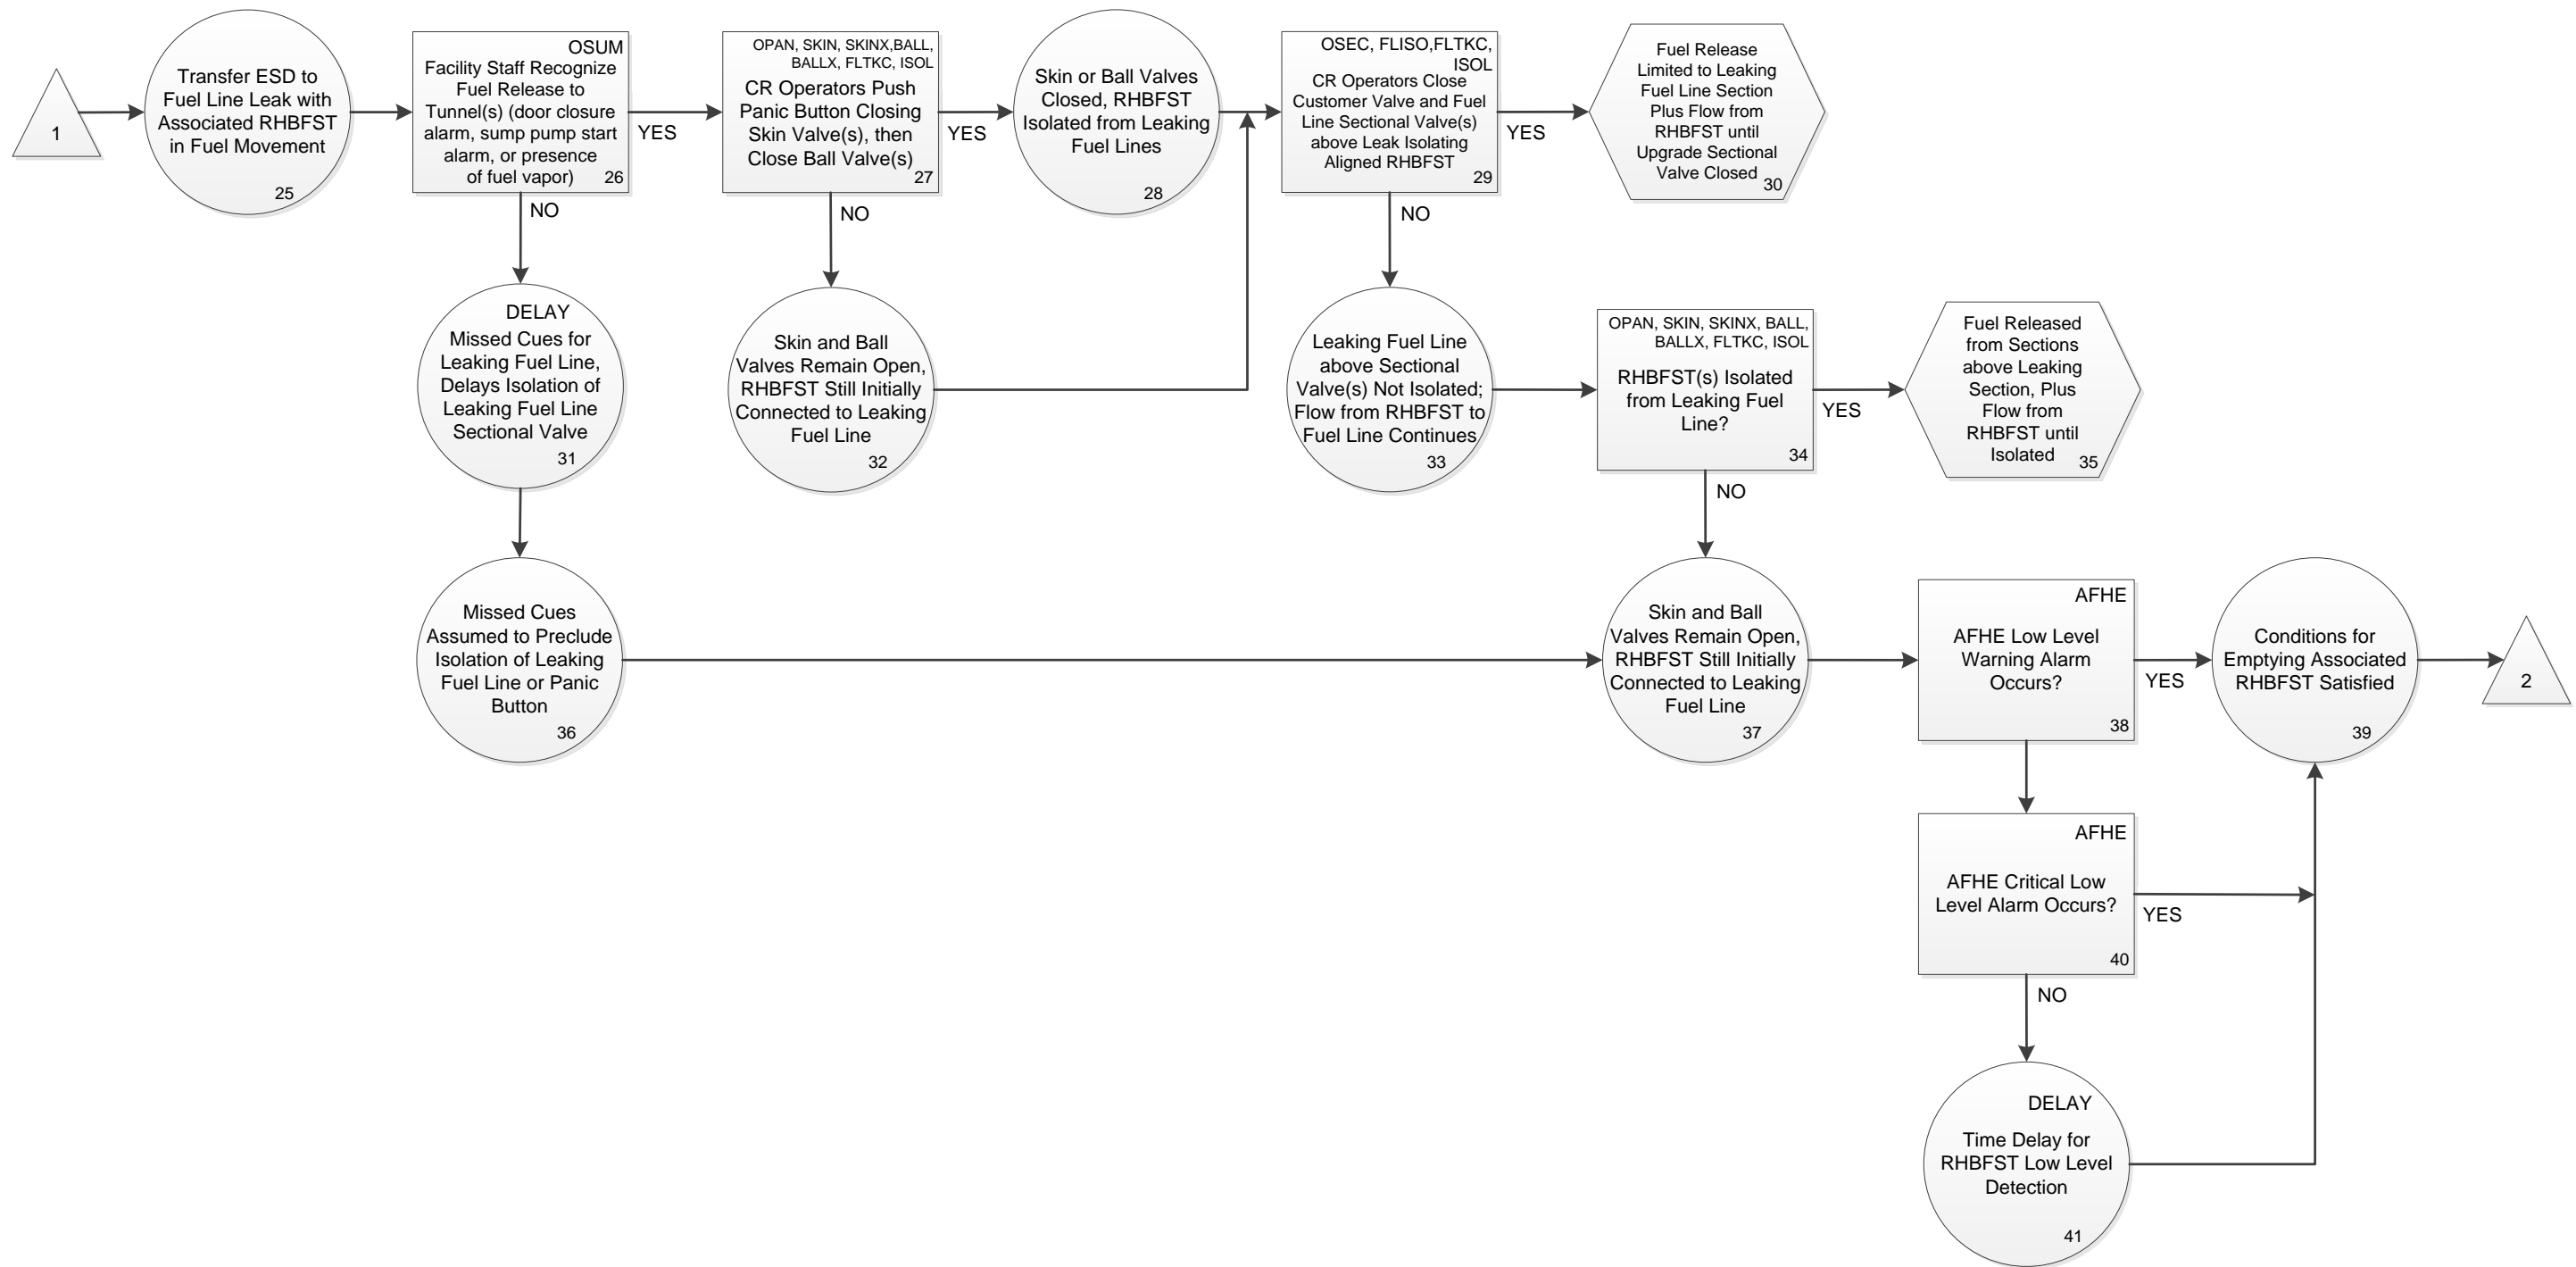 1
Transfer ESD to
Fuel Line Leak with
Associated RHBFST
in Fuel Movement
25
OSUM
Facility Staff Recognize
Fuel Release to
Tunnel(s) (door closure
alarm, sump pump start
alarm, or presence
of fuel vapor)
26
YES
NO
OPAN, SKIN, SKINX,BALL,
BALLX, FLTKC, ISOL
CR Operators Push
Panic Button Closing
Skin Valve(s), then
Close Ball Valve(s)
27
YES
NO
Skin or Ball Valves
Closed, RHBFST
Isolated from Leaking
Fuel Lines
28
OSEC, FLISO,FLTKC,
ISOL
CR Operators Close
Customer Valve and Fuel
Line Sectional Valve(s)
above Leak Isolating
Aligned RHBFST
29
YES
NO
Fuel Release
Limited to Leaking
Fuel Line Section
Plus Flow from
RHBFST until
Upgrade Sectional
Valve Closed
30
DELAY
Missed Cues for
Leaking Fuel Line,
Delays Isolation of
Leaking Fuel Line
Sectional Valve
31
Skin and Ball
Valves Remain Open,
RHBFST Still Initially
Connected to Leaking
Fuel Line
32
Leaking Fuel Line
above Sectional
Valve(s) Not Isolated;
Flow from RHBFST to
Fuel Line Continues
33
OPAN, SKIN, SKINX, BALL,
BALLX, FLTKC, ISOL
RHBFST(s) Isolated
from Leaking Fuel
Line?
34
YES
NO
Fuel Released
from Sections
above Leaking
Section, Plus
Flow from
RHBFST until
Isolated
35
Missed Cues
Assumed to Preclude
Isolation of Leaking
Fuel Line or Panic
Button
36
Skin and Ball
Valves Remain Open,
RHBFST Still Initially
Connected to Leaking
Fuel Line
37
AFHE
AFHE Low Level
Warning Alarm
Occurs?
38
YES
Conditions for
Emptying Associated
RHBFST Satisfied
39
2
AFHE
AFHE Critical Low
Level Alarm Occurs?
40
YES
NO
DELAY
Time Delay for
RHBFST Low Level
Detection
41